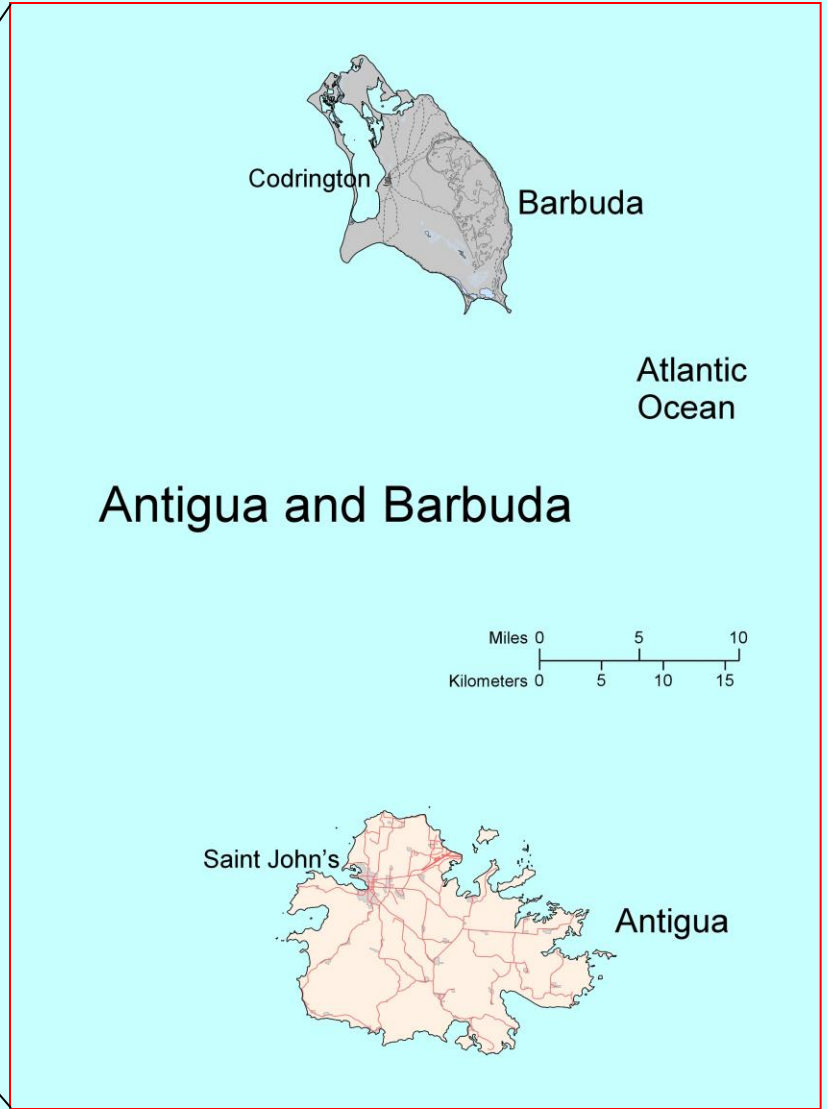 Codrington
Barbuda
Atlantic
Ocean
Antigua and Barbuda
Miles 0 5 10
Kilometers 0 5 10 15
Saint John's
Antigua